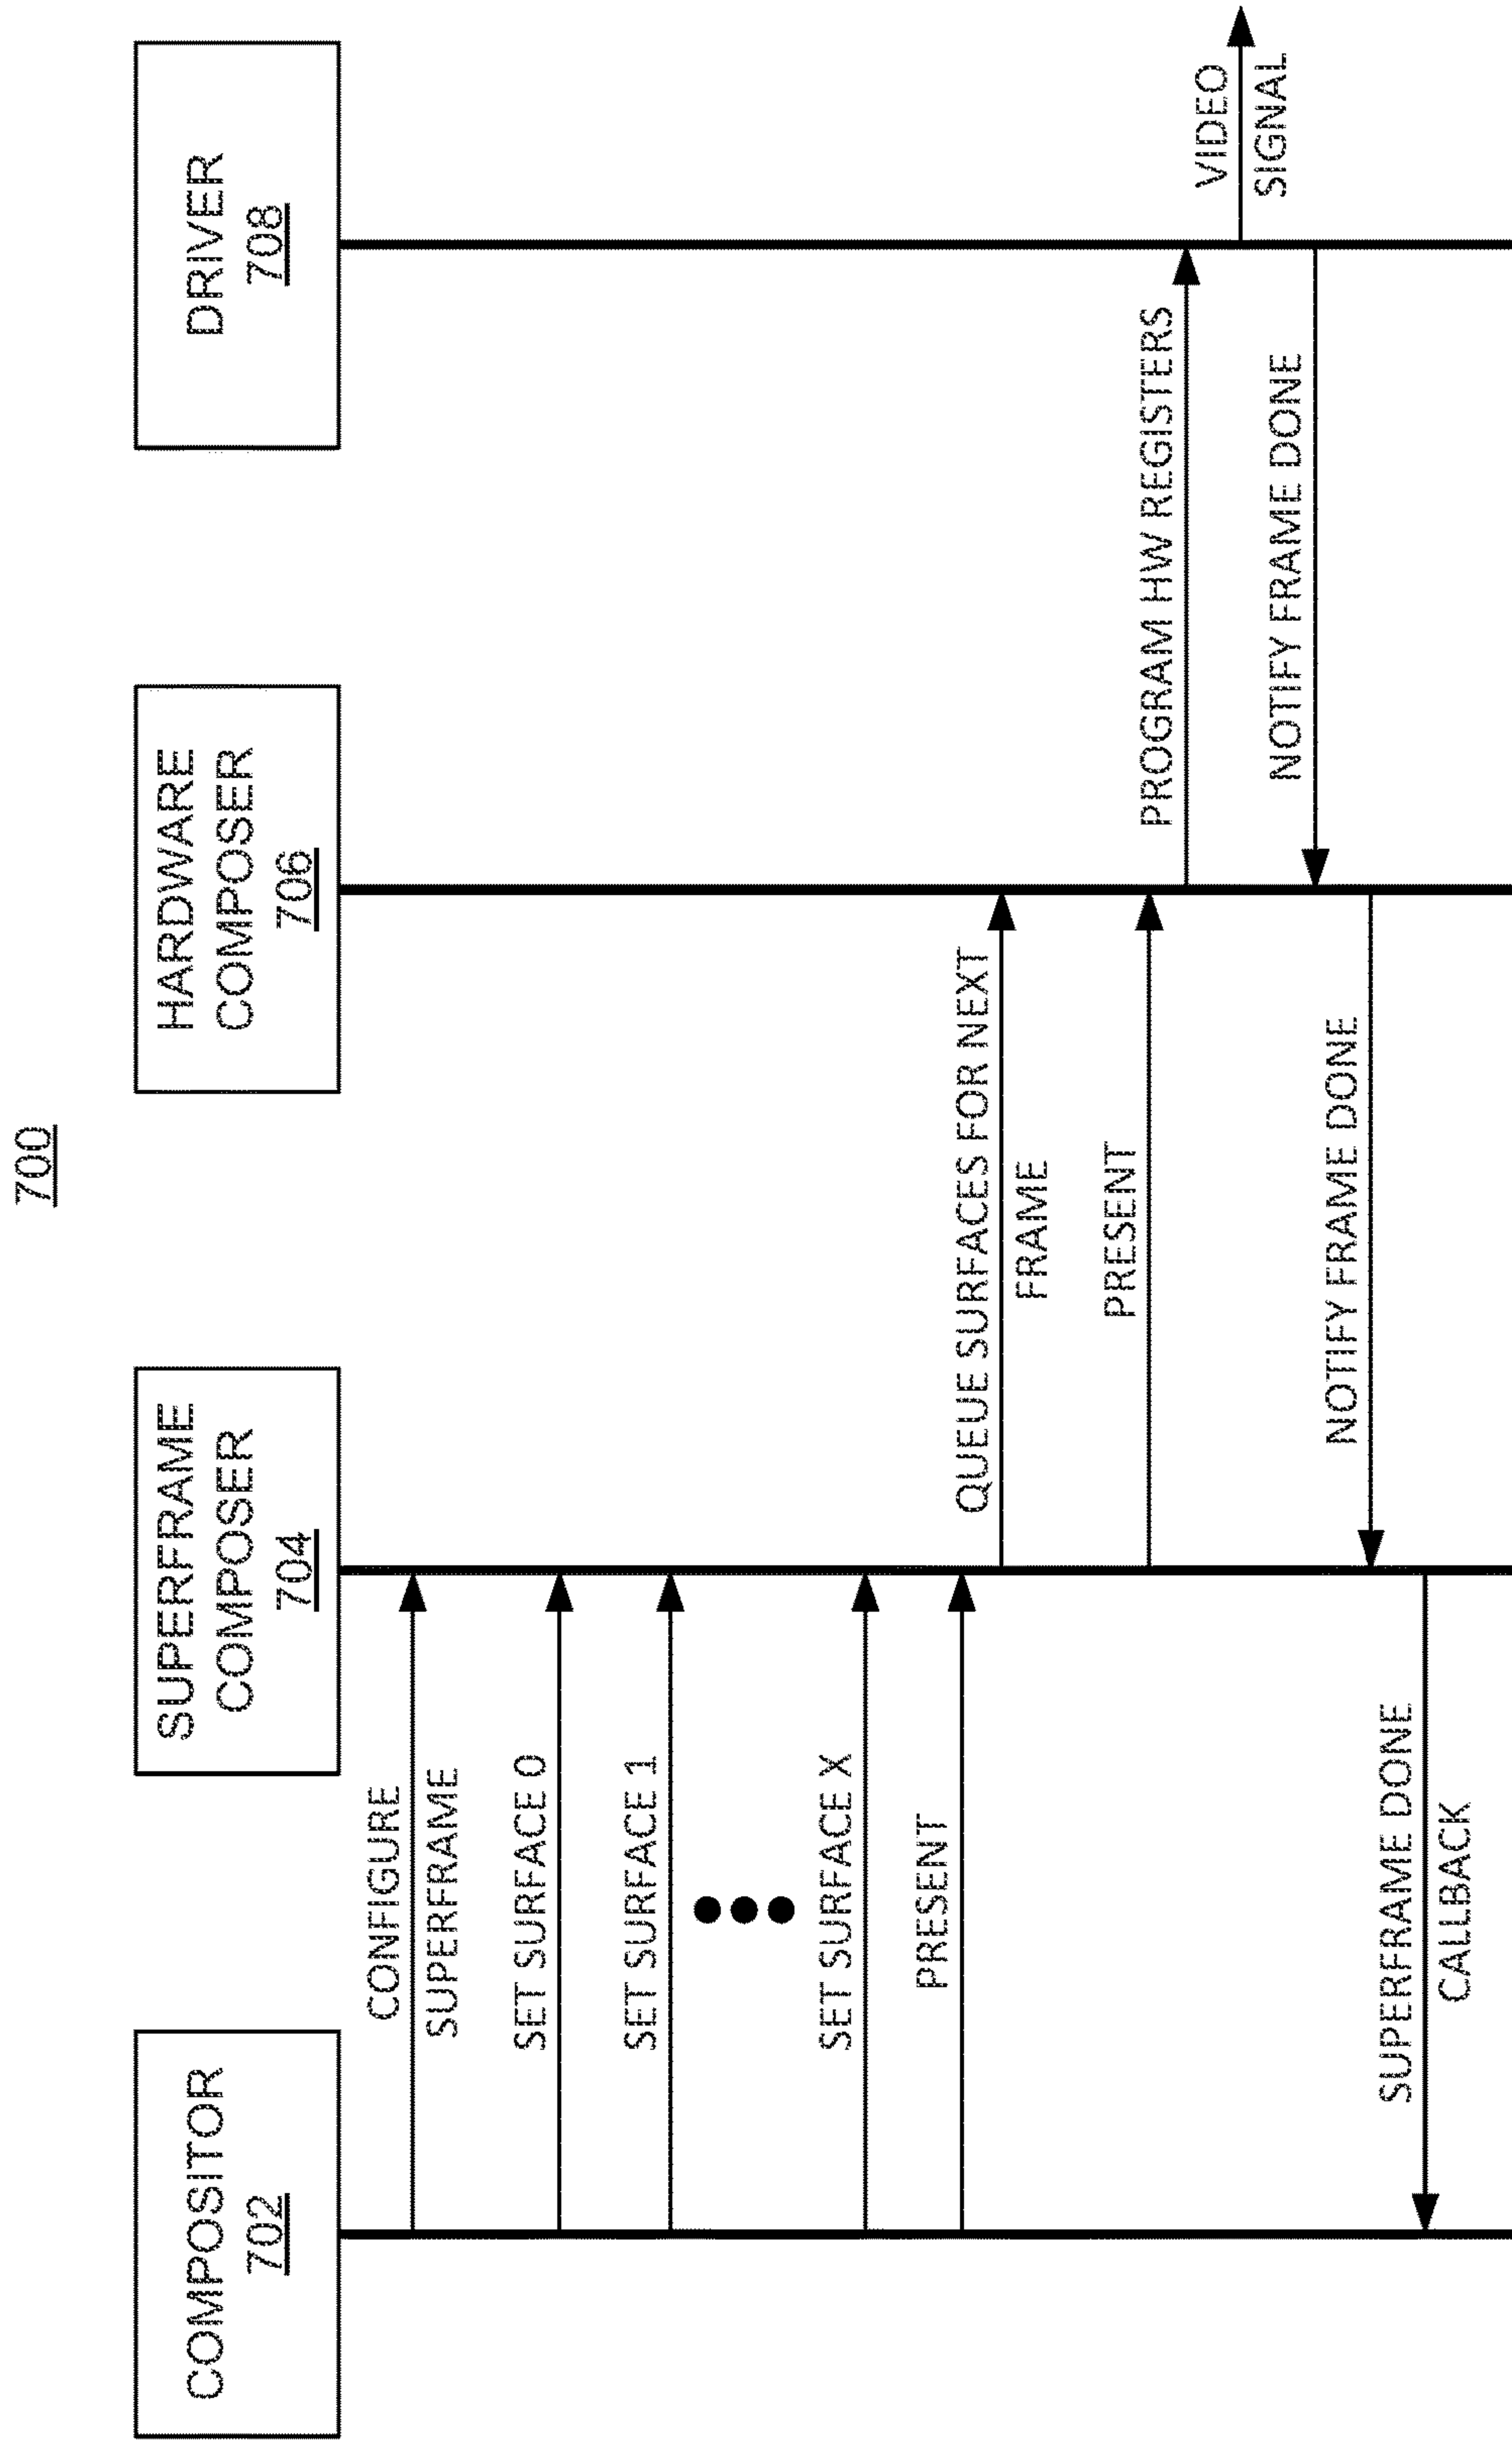 700
COMPOSITOR
702
SUPERFRAME
COMPOSER
704
HARDWARE
COMPOSER
706
DRIVER
708
CONFIGURE
SUPERFRAME
SET SURFACE 0
SET SURFACE 1
SET SURFACE X
PRESENT
QUEUE SURFACES FOR NEXT
FRAME
PRESENT
PROGRAM HW REGISTERS
VIDEO
SIGNAL
NOTIFY FRAME DONE
NOTIFY FRAME DONE
SUPERFRAME DONE
CALLBACK